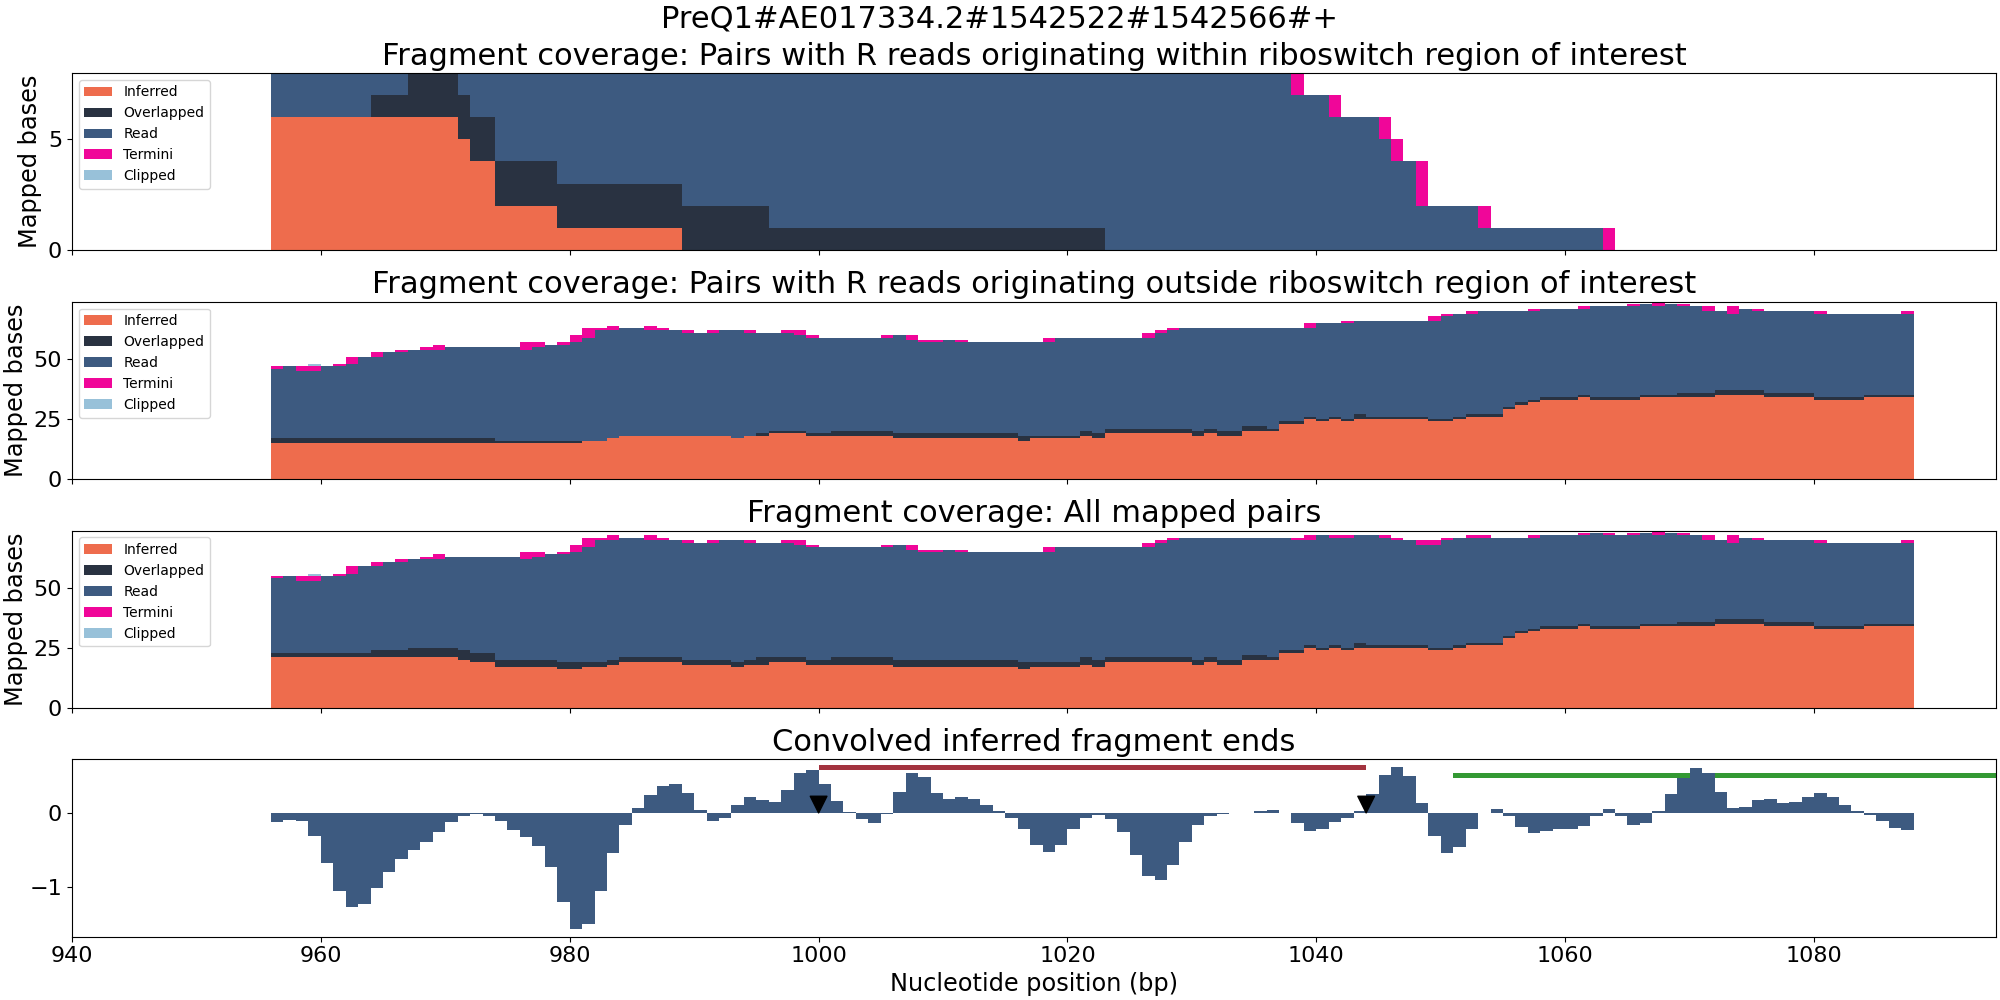 PreQ1#AE017334.2#1542522#1542566#+
Fragment coverage: Pairs with R reads originating within riboswitch region of interest
Mapped bases
5
0
Inferred
Overlapped
Read
Termini
Clipped
Fragment coverage: Pairs with R reads originating outside riboswitch region of interest
Mapped bases
50
25
0
Inferred
Overlapped
Read
Termini
Clipped
Fragment coverage: All mapped pairs
Mapped bases
50
25
0
Inferred
Overlapped
Read
Termini
Clipped
Convolved inferred fragment ends
0
−1
940 960 980 1000 1020 1040 1060 1080
Nucleotide position (bp)